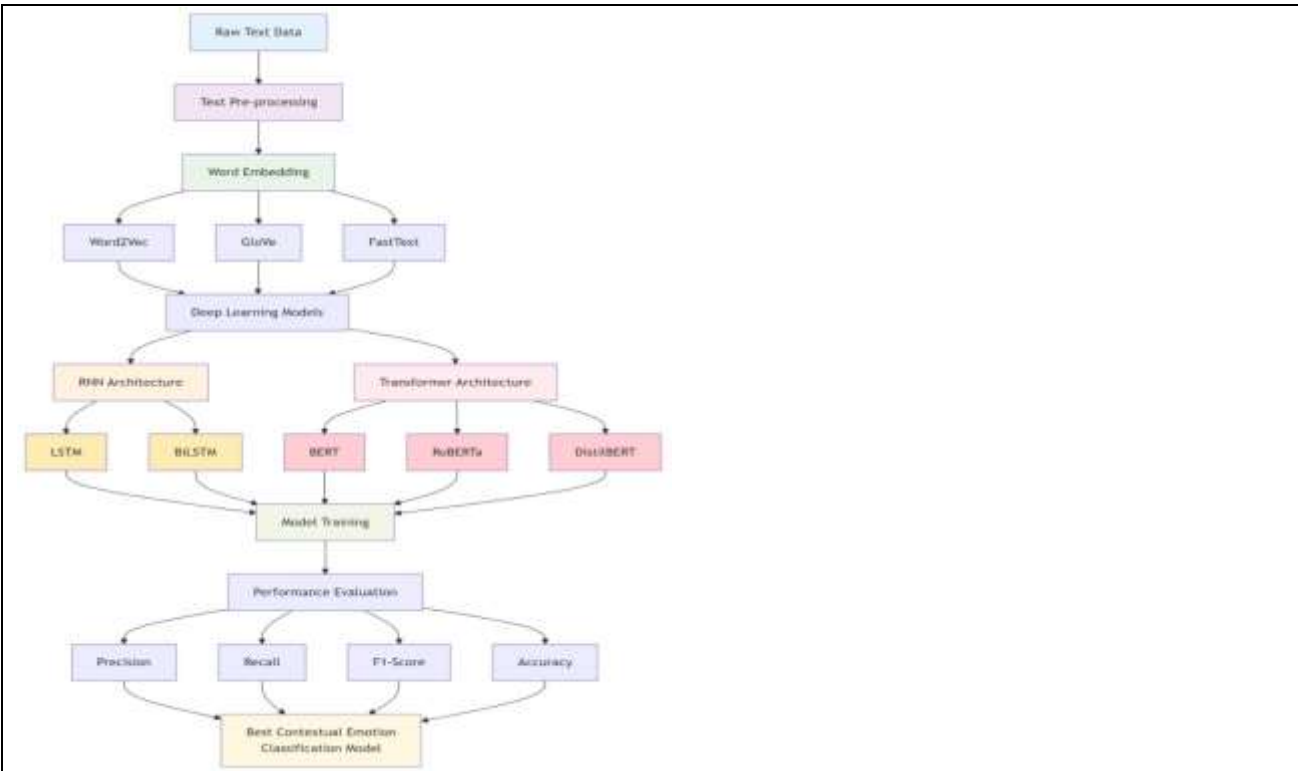 Raw Text Data
Text Pre-processing
Word Embedding
Word2Vec
GloVe
FastText
Deep Learning Models
RNN Architecture
Transformer Architecture
LSTM
BiLSTM
BERT
RoBERTa
DistilBERT
Model Training
Performance Evaluation
Precision
Recall
F1-Score
Accuracy
Best Contextual Emotion
Classification Model